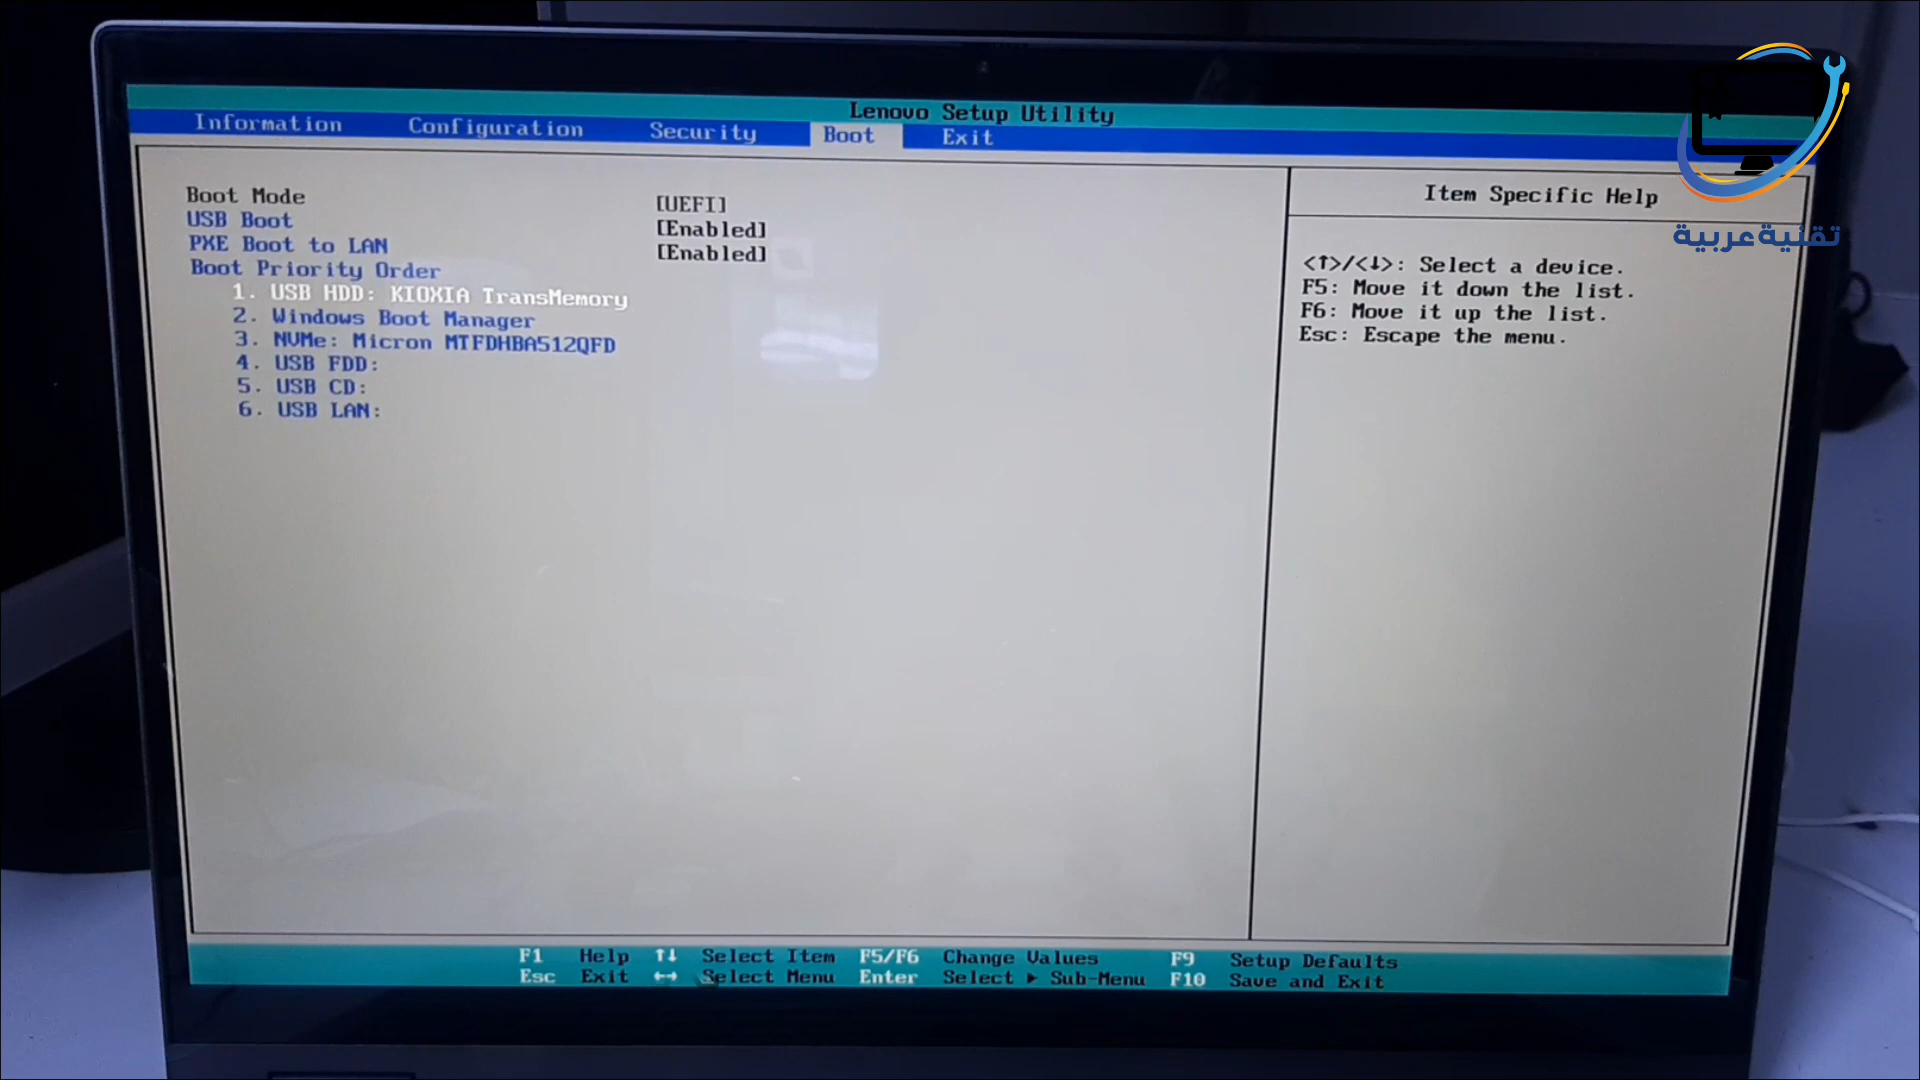 Lenovo Setup Utility
Information Configuration Security Boot Exit
Boot Mode [UEFI]
USB Boot [Enabled]
PXE Boot to LAN [Enabled]
Boot Priority Order
1. USB HDD: KIOXIA TransMemory
2. Windows Boot Manager
3. NVMe: Micron MTFDHBA512QFD
4. USB FDD:
5. USB CD:
6. USB LAN:
Item Specific Help
<↑>/<↓>: Select a device.
F5: Move it down the list.
F6: Move it up the list.
Esc: Escape the menu.
F1 Help ↑↓ Select Item F5/F6 Change Values F9 Setup Defaults
Esc Exit ←→ Select Menu Enter Select ▶ Sub-Menu F10 Save and Exit
تقنية عربية